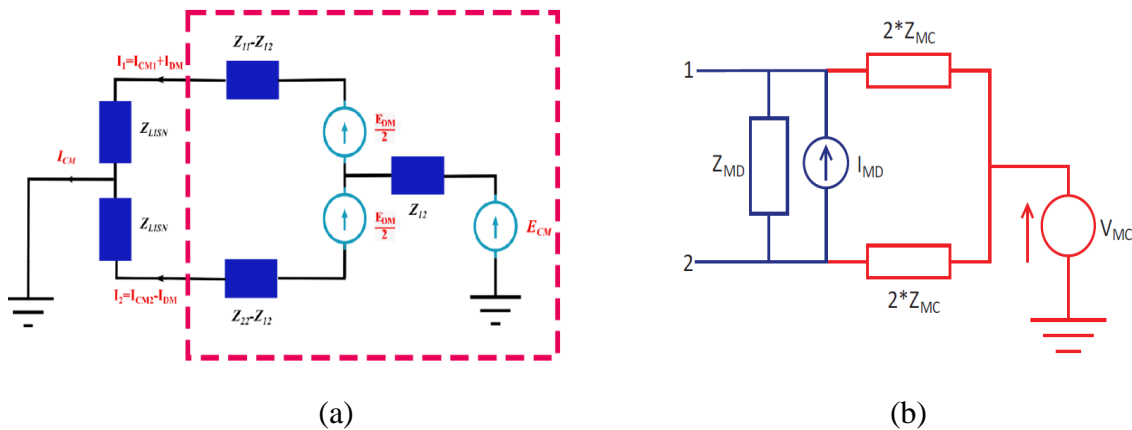 Z11-Z12
I1=ICM1+IDM
ZLISN
EDM
2
ICM
Z12
ZLISN
EDM
2
ECM
I2=ICM2-IDM
Z22-Z12
(a)
2*ZMC
1
ZMD
IMD
VMC
2
2*ZMC
(b)